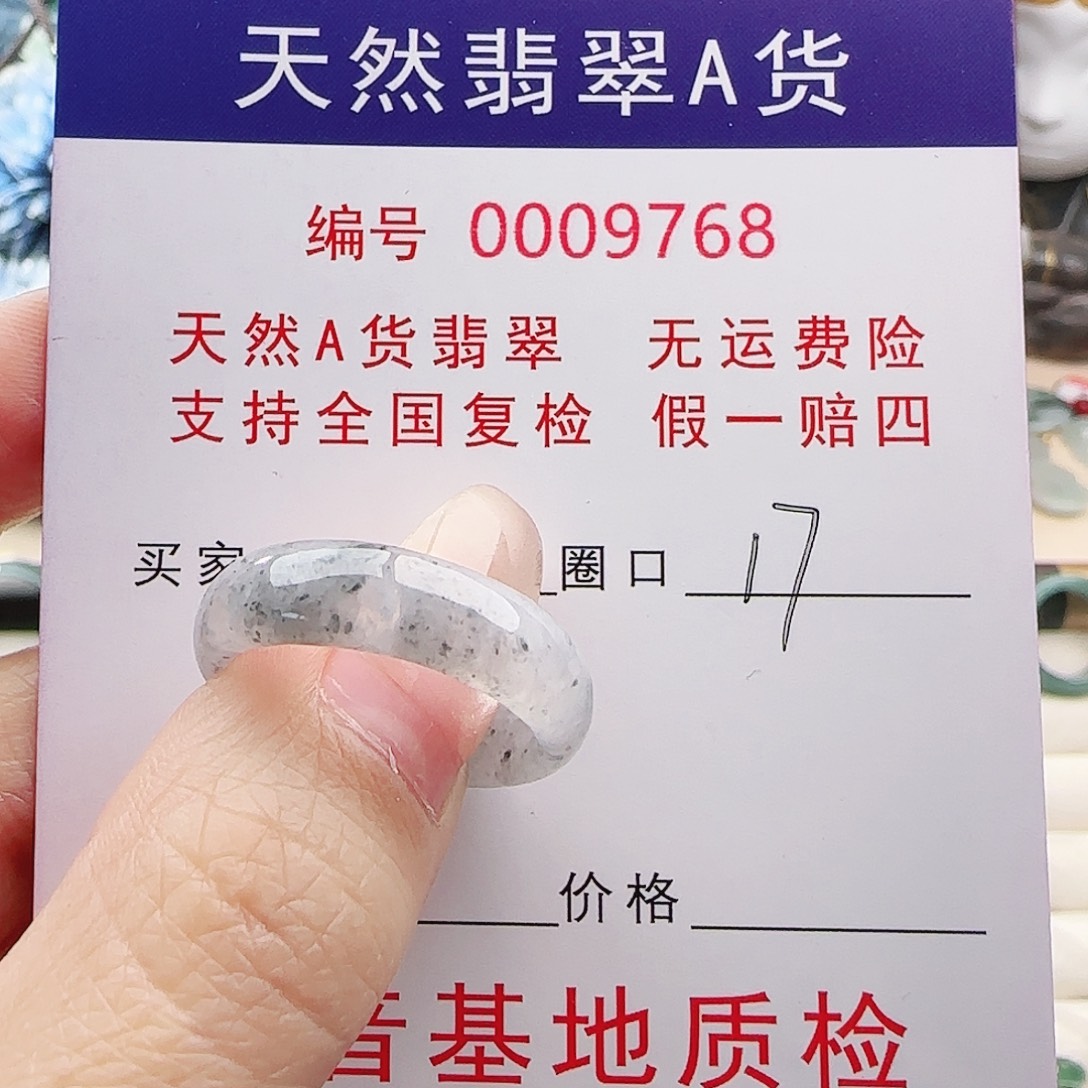 天然翡翠A货
编号 0009768
天然A货翡翠 无运费险
支持全国复检 假一赔四
买家 圈口 17
价格
音基地质检